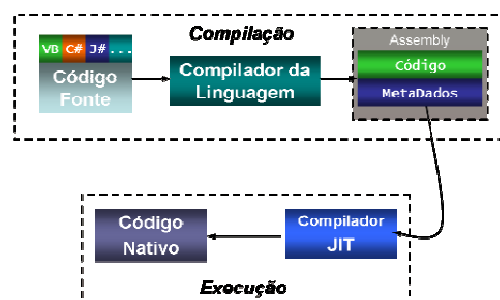 Compilação
VB C# J# ...
Código
Fonte
Compilador da
Linguagem
Assembly
Código
MetaDados
Código
Nativo
Compilador
JIT
Execução